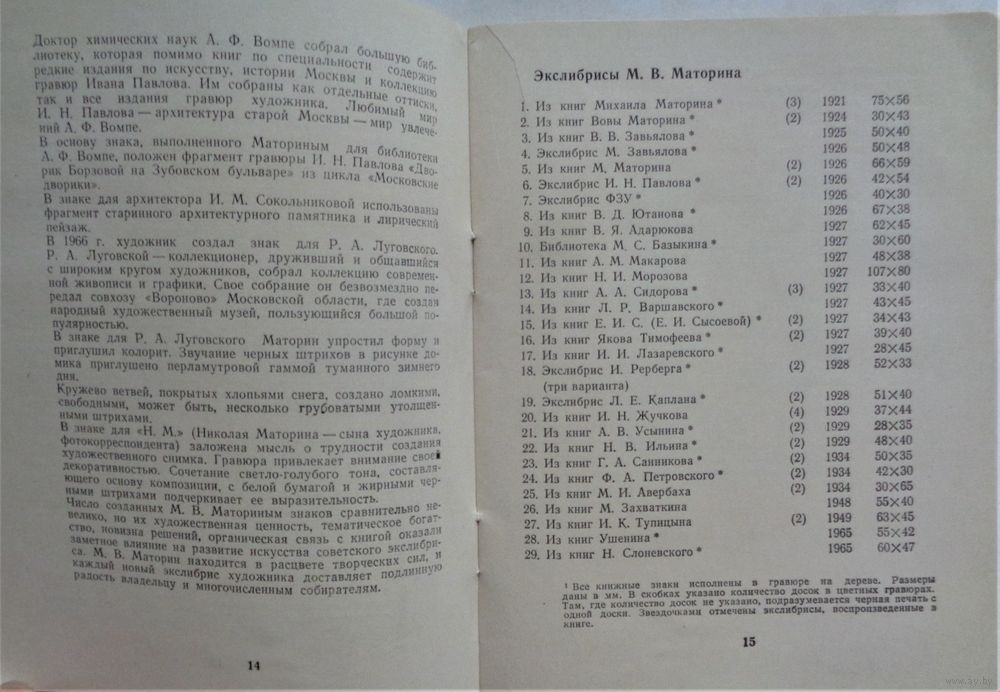 Доктор химических наук А. Ф. Вомпе собрал большую биб-
лиотеку, которая помимо книг по специальности содержит
редкие издания по искусству, истории Москвы и коллекцию
гравюр Ивана Павлова. Им собраны как отдельные оттиски,
так и все издания гравюр художника. Любимый мир
И. Н. Павлова — архитектура старой Москвы — мир увлече-
ний А. Ф. Вомпе.
В основу знака, выполненного Маториным для библиотеки
А. Ф. Вомпе, положен фрагмент гравюры И. Н. Павлова «Дво-
рик Борзовой на Зубовском бульваре» из цикла «Московские
дворики».
В знаке для архитектора И. М. Сокольниковой использованы
фрагмент старинного архитектурного памятника и лирический
пейзаж.
В 1966 г. художник создал знак для Р. А. Луговского.
Р. А. Луговской — коллекционер, друживший и общавшийся
с широким кругом художников, собрал коллекцию современ-
ной живописи и графики. Свое собрание он безвозмездно пе-
редал совхозу «Вороново» Московской области, где создан
народный художественный музей, пользующийся большой по-
пулярностью.
В знаке для Р. А. Луговского Маторин упростил форму и
приглушил колорит. Звучание черных штрихов в рисунке до-
мика приглушено перламутровой гаммой туманного зимнего
дня.
Кружево ветвей, покрытых хлопьями снега, создано ломкими,
свободными, может быть, несколько грубоватыми утолщен-
ными штрихами.
В знаке для «Н. М.» (Николая Маторина — сына художника,
фотокорреспондента) заложена мысль о трудности создания
художественного снимка. Гравюра привлекает внимание своей
декоративностью. Сочетание светло-голубого тона, составля-
ющего основу композиции, с белой бумагой и жирными чер-
ными штрихами подчеркивает ее выразительность.
Число созданных М. В. Маториным знаков сравнительно не-
велико, но их художественная ценность, тематическое богат-
ство, новизна решений, органическая связь с книгой оказали
заметное влияние на развитие искусства советского экслибри-
са. М. В. Маторин находится в расцвете творческих сил, и
каждый новый экслибрис художника доставляет подлинную
радость владельцу и многочисленным собирателям.
14
Экслибрисы М. В. Маторина
1. Из книг Михаила Маторина * (3) 1921 75×56
2. Из книг Вовы Маторина * (2) 1924 30×43
3. Из книг В. В. Завьялова * 1925 50×40
4. Экслибрис М. Завьялова * 1926 50×48
5. Из книг М. Маторина (2) 1926 66×59
6. Экслибрис И. Н. Павлова * (2) 1926 42×54
7. Экслибрис ФЗУ * 1926 40×30
8. Из книг В. Д. Ютанова * 1926 67×38
9. Из книг В. Я. Адарюкова 1927 62×45
10. Библиотека М. С. Базыкина * 1927 30×60
11. Из книг А. М. Макарова 1927 48×38
12. Из книг Н. И. Морозова 1927 107×80
13. Из книг А. А. Сидорова * (3) 1927 33×40
14. Из книг Л. Р. Варшавского * 1927 43×45
15. Из книг Е. И. С. (Е. И. Сысоевой) * (2) 1927 34×43
16. Из книг Якова Тимофеева * (2) 1927 39×40
17. Из книг И. И. Лазаревского * 1927 28×45
18. Экслибрис И. Рерберга * (2) 1928 52×33
(три варианта)
19. Экслибрис Л. Е. Каплана * (2) 1928 51×40
20. Из книг И. Н. Жучкова (4) 1929 37×44
21. Из книг А. В. Усынина * (2) 1929 28×35
22. Из книг Н. В. Ильина * (2) 1929 48×40
23. Из книг Г. А. Санникова * (2) 1934 50×35
24. Из книг Ф. А. Петровского * (2) 1934 42×30
25. Из книг М. И. Авербаха (2) 1934 30×65
26. Из книг М. Захваткина 1948 55×40
27. Из книг И. К. Тупицына (2) 1949 63×45
28. Из книг Ушенина * 1965 55×42
29. Из книг Н. Слоневского * 1965 60×47
¹ Все книжные знаки исполнены в гравюре на дереве. Размеры
даны в мм. В скобках указано количество досок в цветных гравюрах.
Там, где количество досок не указано, подразумевается черная печать с
одной доски. Звездочками отмечены экслибрисы, воспроизведенные в
книге.
15
www.ay.by